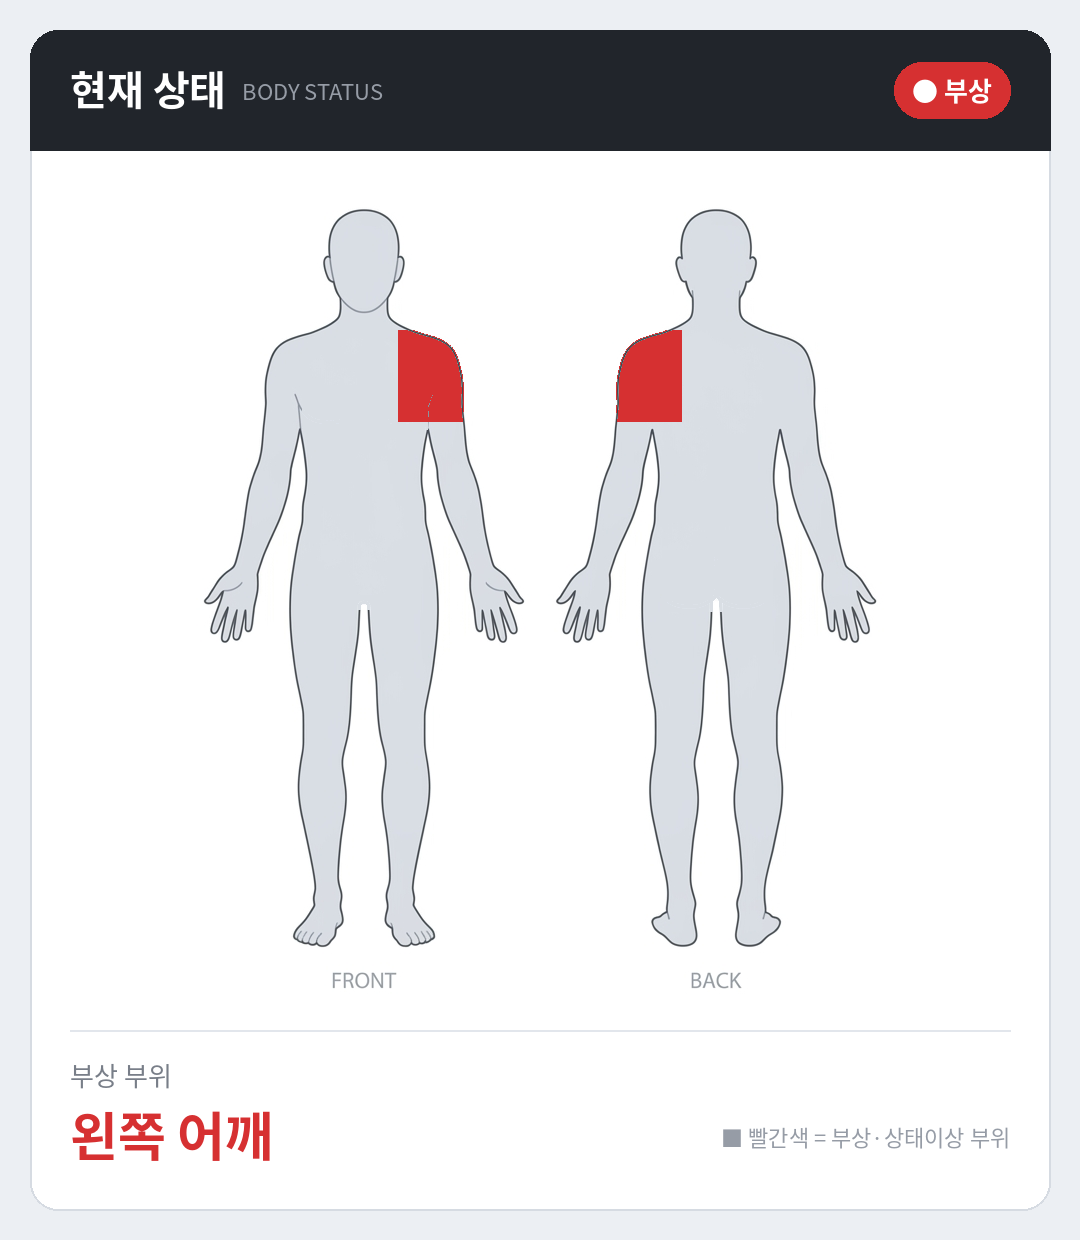 현재 상태 BODY STATUS
● 부상
FRONT
BACK
부상 부위
왼쪽 어깨
■ 빨간색 = 부상·상태이상 부위